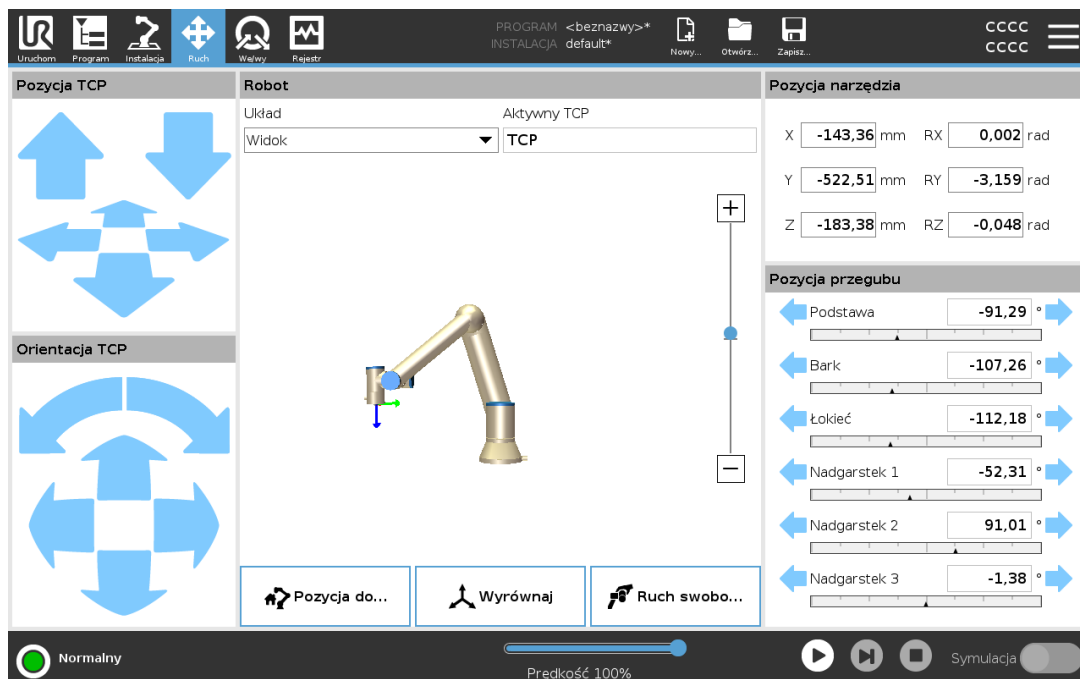 PROGRAM <beznazwy>*
INSTALACJA default*
CCCC
CCCC
UR
Uruchom Program Instalacja Ruch We/wy Rejestr
Nowy... Otwórz... Zapisz...
Pozycja TCP
Robot
Pozycja narzędzia
Układ Aktywny TCP
Widok TCP
X -143,36 mm RX 0,002 rad
Y -522,51 mm RY -3,159 rad
Z -183,38 mm RZ -0,048 rad
+
−
Pozycja przegubu
Podstawa -91,29 °
Bark -107,26 °
Łokieć -112,18 °
Nadgarstek 1 -52,31 °
Nadgarstek 2 91,01 °
Nadgarstek 3 -1,38 °
Orientacja TCP
Pozycja do... Wyrównaj Ruch swobo...
Normalny
Prędkość 100%
Symulacja